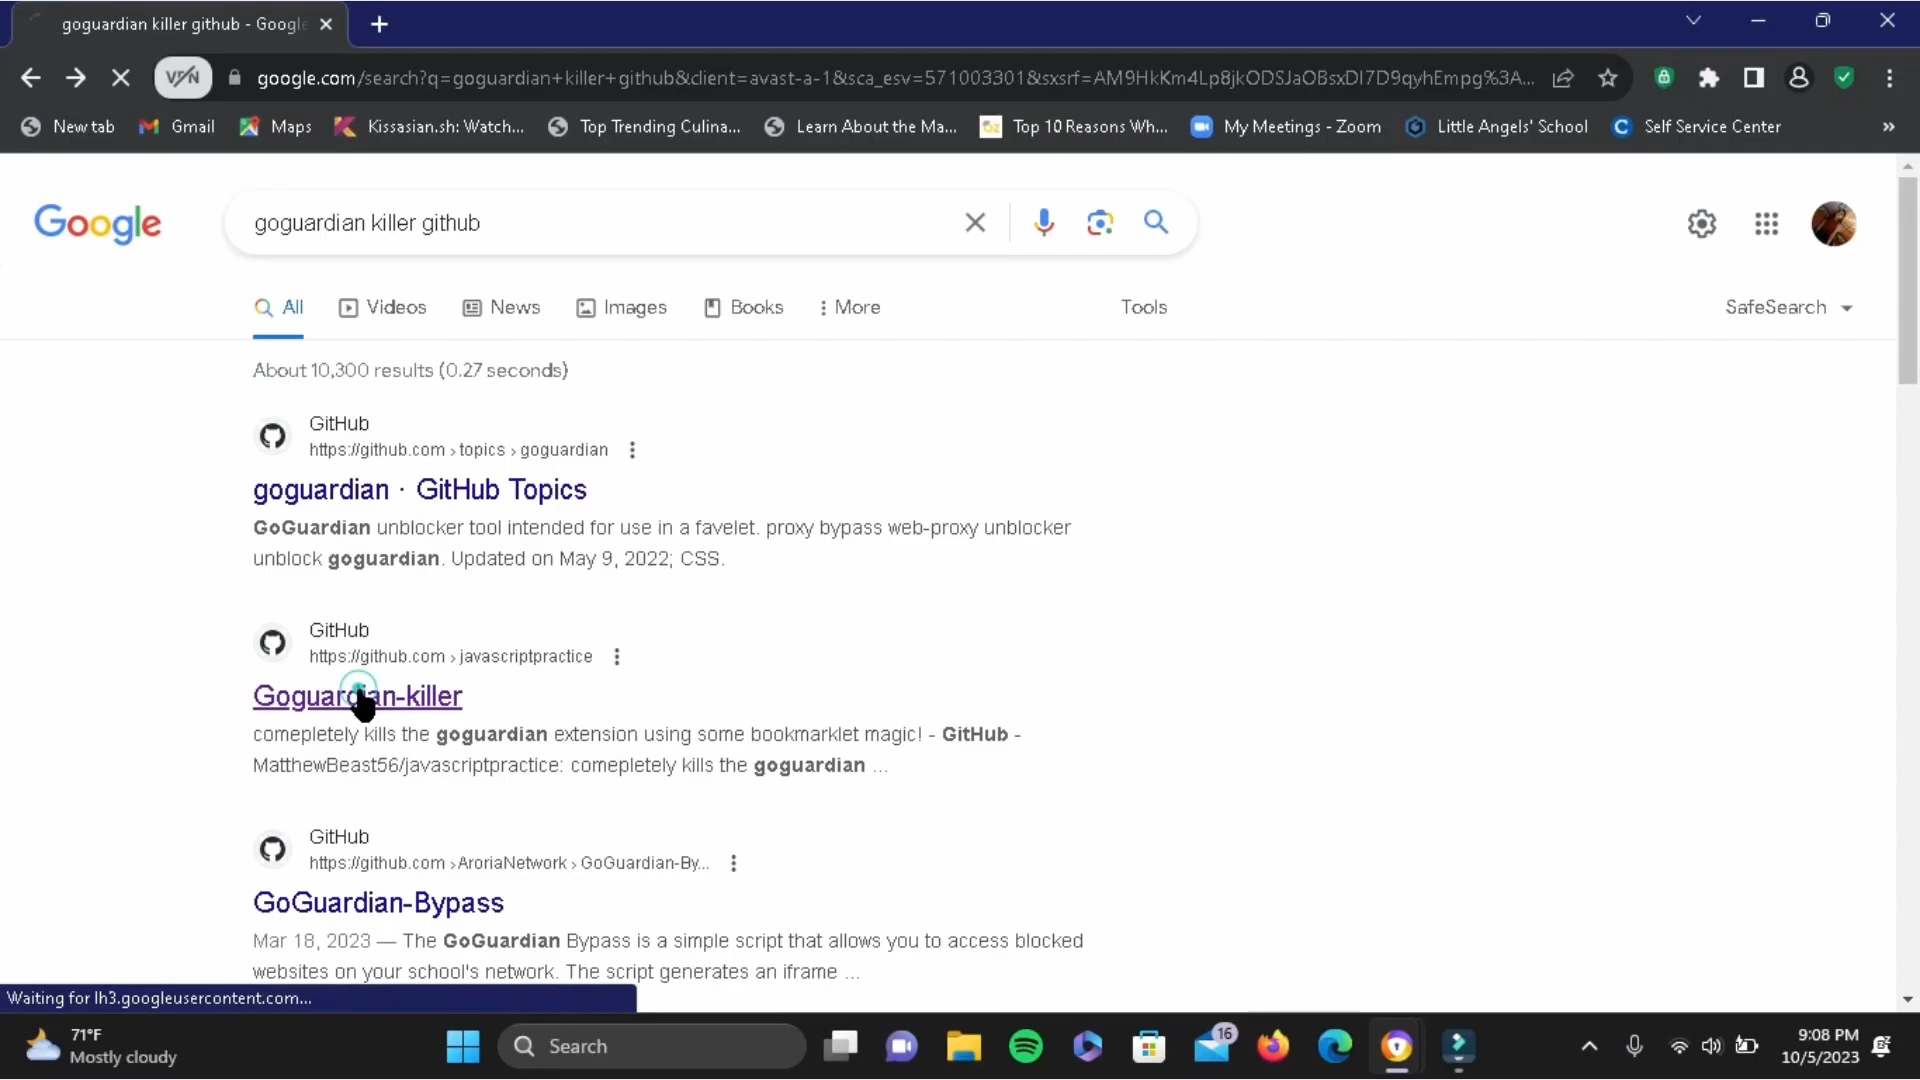 goguardian killer github - Google
VPN
google.com/search?q=goguardian+killer+github&client=avast-a-1&sca_esv=571003301&sxsrf=AM9HkKm4Lp8jkODSJaOBsxDI7D9qyhEmpg%3A...
New tab
Gmail
Maps
Kissasian.sh: Watch...
Top Trending Culina...
Learn About the Ma...
Top 10 Reasons Wh...
My Meetings - Zoom
Little Angels' School
Self Service Center
»
Google
goguardian killer github
All
Videos
News
Images
Books
More
Tools
SafeSearch
About 10,300 results (0.27 seconds)
GitHub
https://github.com › topics › goguardian
goguardian · GitHub Topics
GoGuardian unblocker tool intended for use in a favelet. proxy bypass web-proxy unblocker
unblock goguardian. Updated on May 9, 2022; CSS.
GitHub
https://github.com › javascriptpractice
Goguardian-killer
comepletely kills the goguardian extension using some bookmarklet magic! - GitHub -
MatthewBeast56/javascriptpractice: comepletely kills the goguardian ...
GitHub
https://github.com › AroriaNetwork › GoGuardian-By...
GoGuardian-Bypass
Mar 18, 2023 — The GoGuardian Bypass is a simple script that allows you to access blocked
websites on your school's network. The script generates an iframe ...
Waiting for lh3.googleusercontent.com...
71°F
Mostly cloudy
Search
16
9:08 PM
10/5/2023